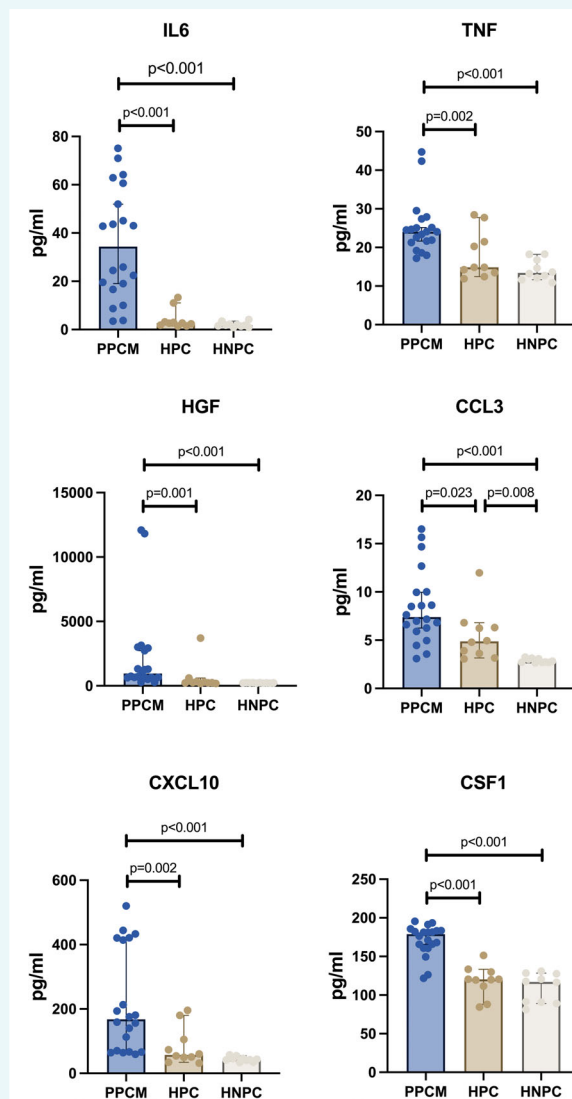 IL6
p<0.001
p<0.001
80
60
40
20
0
pg/ml
PPCM HPC HNPC
TNF
p<0.001
p=0.002
50
40
30
20
10
0
pg/ml
PPCM HPC HNPC
HGF
p<0.001
p=0.001
15000
10000
5000
0
pg/ml
PPCM HPC HNPC
CCL3
p<0.001
p=0.023 p=0.008
20
15
10
5
0
pg/ml
PPCM HPC HNPC
CXCL10
p<0.001
p=0.002
600
400
200
0
pg/ml
PPCM HPC HNPC
CSF1
p<0.001
p<0.001
250
200
150
100
50
0
pg/ml
PPCM HPC HNPC